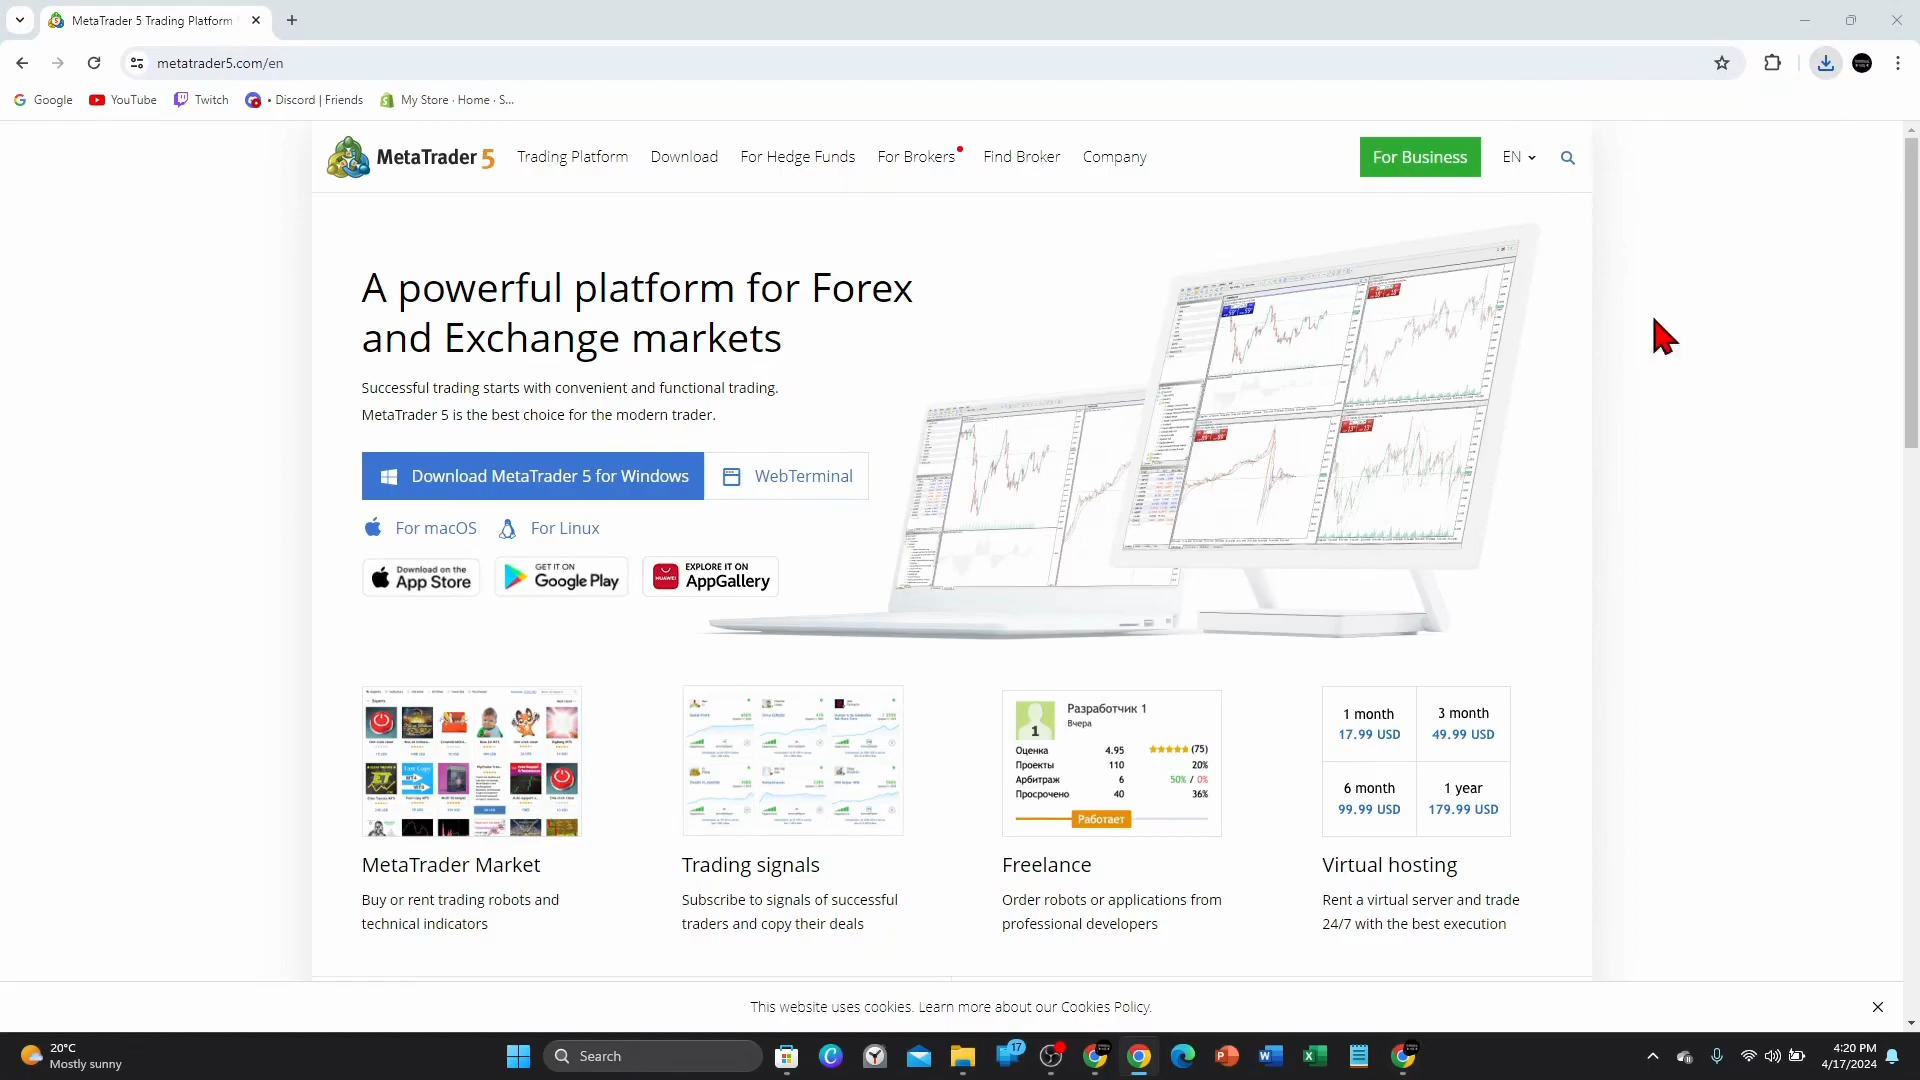 MetaTrader 5 Trading Platform
metatrader5.com/en
Google
YouTube
Twitch
• Discord | Friends
My Store · Home · S...
MetaTrader 5
Trading Platform
Download
For Hedge Funds
For Brokers
Find Broker
Company
For Business
EN
A powerful platform for Forex
and Exchange markets
Successful trading starts with convenient and functional trading.
MetaTrader 5 is the best choice for the modern trader.
Download MetaTrader 5 for Windows
WebTerminal
For macOS
For Linux
Download on the
App Store
GET IT ON
Google Play
HUAWEI
EXPLORE IT ON
AppGallery
1
Разработчик 1
Вчера
Оценка 4.95 (75)
Проекты 110 20%
Арбитраж 6 50% / 0%
Просрочено 40 36%
Работает
1 month
17.99 USD
3 month
49.99 USD
6 month
99.99 USD
1 year
179.99 USD
MetaTrader Market
Buy or rent trading robots and
technical indicators
Trading signals
Subscribe to signals of successful
traders and copy their deals
Freelance
Order robots or applications from
professional developers
Virtual hosting
Rent a virtual server and trade
24/7 with the best execution
This website uses cookies. Learn more about our Cookies Policy.
20°C
Mostly sunny
Search
17
4:20 PM
4/17/2024